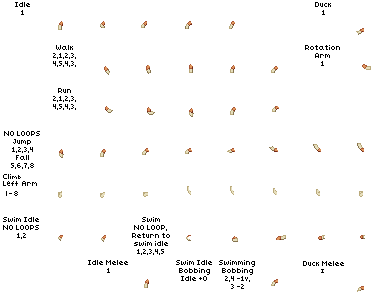 Idle
1
Duck
1
Walk
2,1,2,3,
4,5,4,3,
Rotation
Arm
1
Run
2,1,2,3,
4,5,4,3,
NO LOOPS
Jump
1,2,3,4
Fall
5,6,7,8
Climb
Left Arm
1-8
Swim Idle
NO LOOPS
1,2
Swim
NO LOOP,
Return to
swim idle
1,2,3,4,5
Idle Melee
1
Swim Idle
Bobbing
Idle +0
Swimming
Bobbing
2,4 -1v,
3 -2
Duck Melee
1